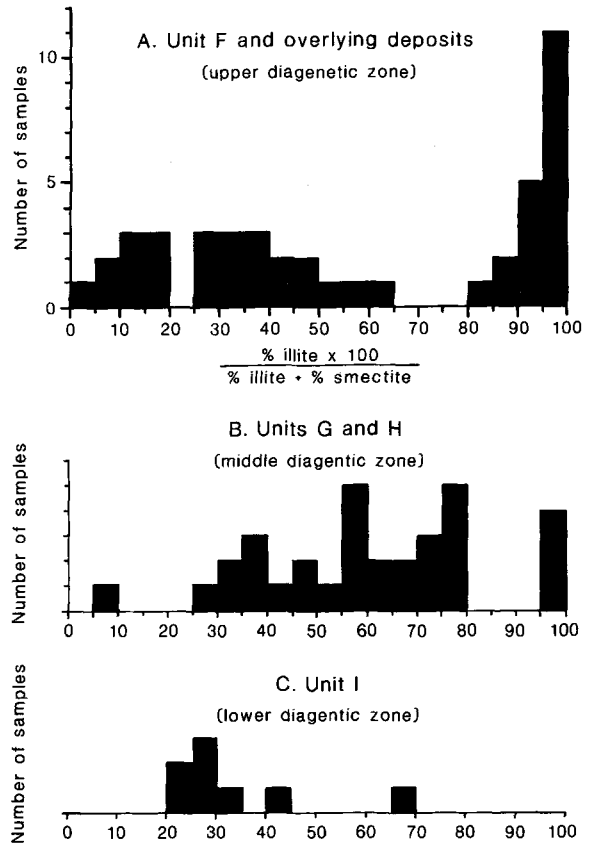 A. Unit F and overlying deposits
(upper diagenetic zone)
Number of samples
10
5
0
0 10 20 30 40 50 60 70 80 90 100
% illite x 100
% illite + % smectite
B. Units G and H
(middle diagentic zone)
Number of samples
0 10 20 30 40 50 60 70 80 90 100
C. Unit I
(lower diagentic zone)
Number of samples
0 10 20 30 40 50 60 70 80 90 100